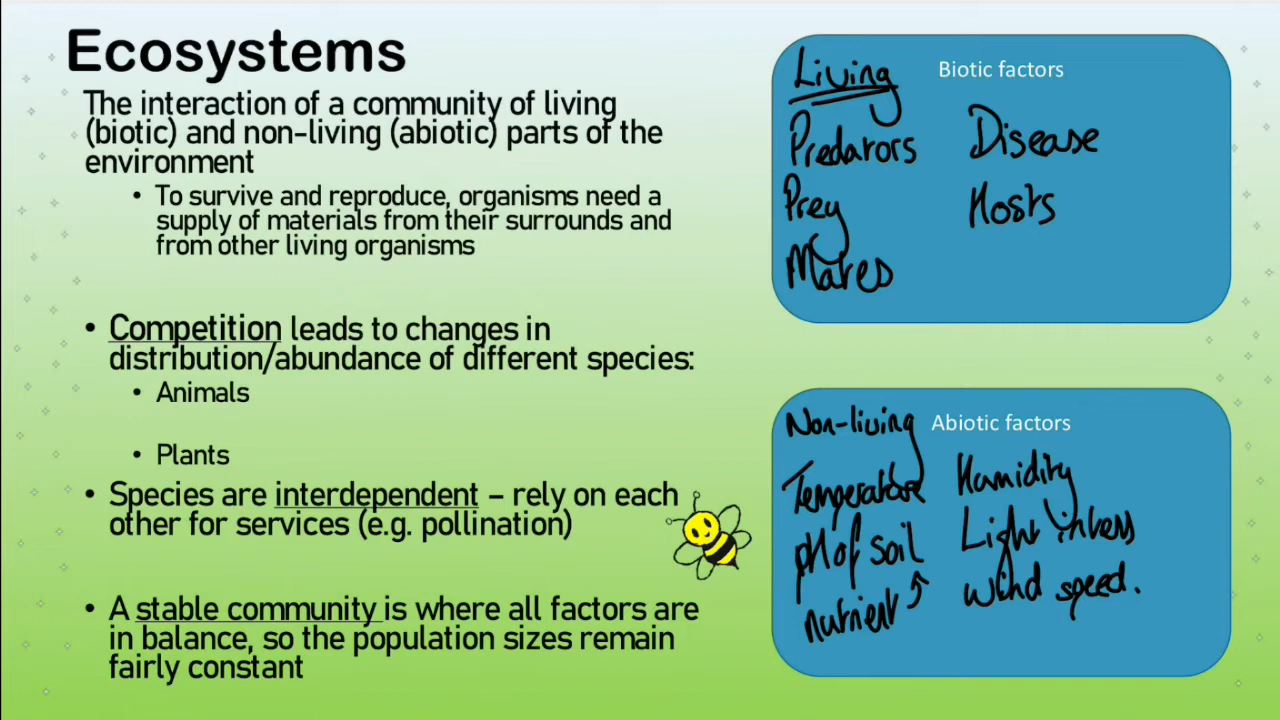 Ecosystems
The interaction of a community of living
(biotic) and non-living (abiotic) parts of the
environment
• To survive and reproduce, organisms need a
supply of materials from their surrounds and
from other living organisms
• Competition leads to changes in
distribution/abundance of different species:
• Animals
• Plants
• Species are interdependent – rely on each
other for services (e.g. pollination)
• A stable community is where all factors are
in balance, so the population sizes remain
fairly constant
Living
Biotic factors
Predators
Disease
Prey
Hosts
Mates
Non-living
Abiotic factors
Temperature
Humidity
pH of soil
Light intens
nutrient
wind speed.